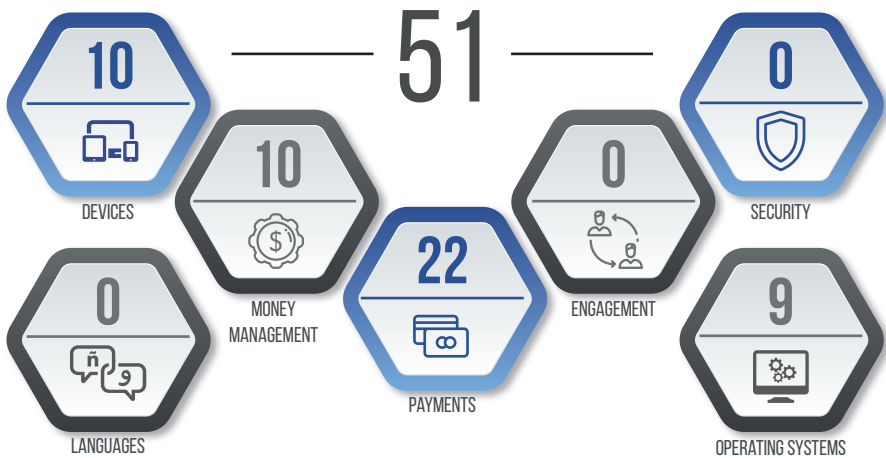 51
10
DEVICES
10
MONEY
MANAGEMENT
22
PAYMENTS
0
ENGAGEMENT
0
SECURITY
0
ñ
و
LANGUAGES
$
9
OPERATING SYSTEMS